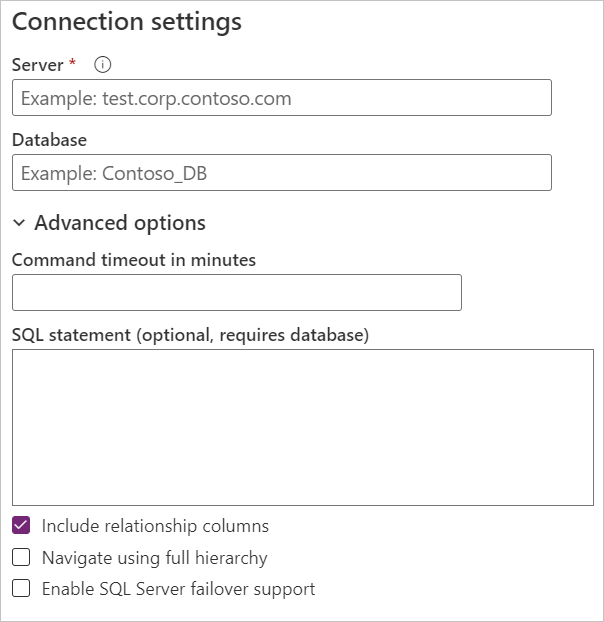 Connection settings
Server *
Example: test.corp.contoso.com
Database
Example: Contoso_DB
Advanced options
Command timeout in minutes
SQL statement (optional, requires database)
Include relationship columns
Navigate using full hierarchy
Enable SQL Server failover support